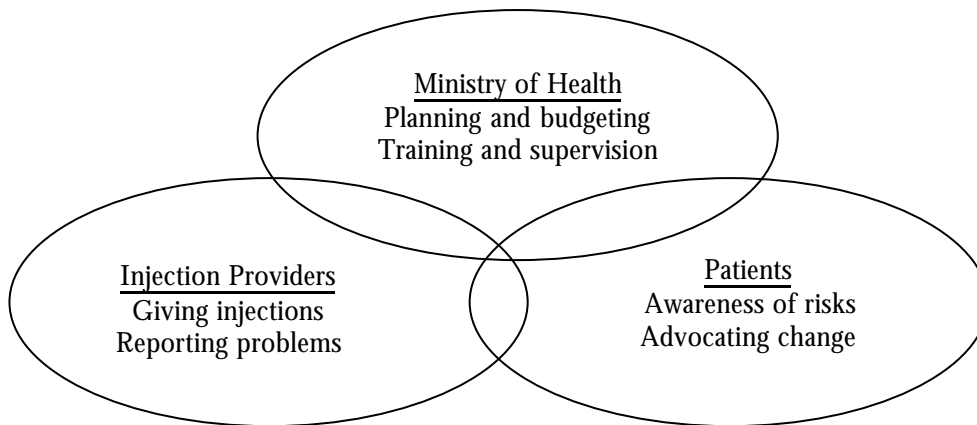 Ministry of Health
Planning and budgeting
Training and supervision
Injection Providers
Giving injections
Reporting problems
Patients
Awareness of risks
Advocating change